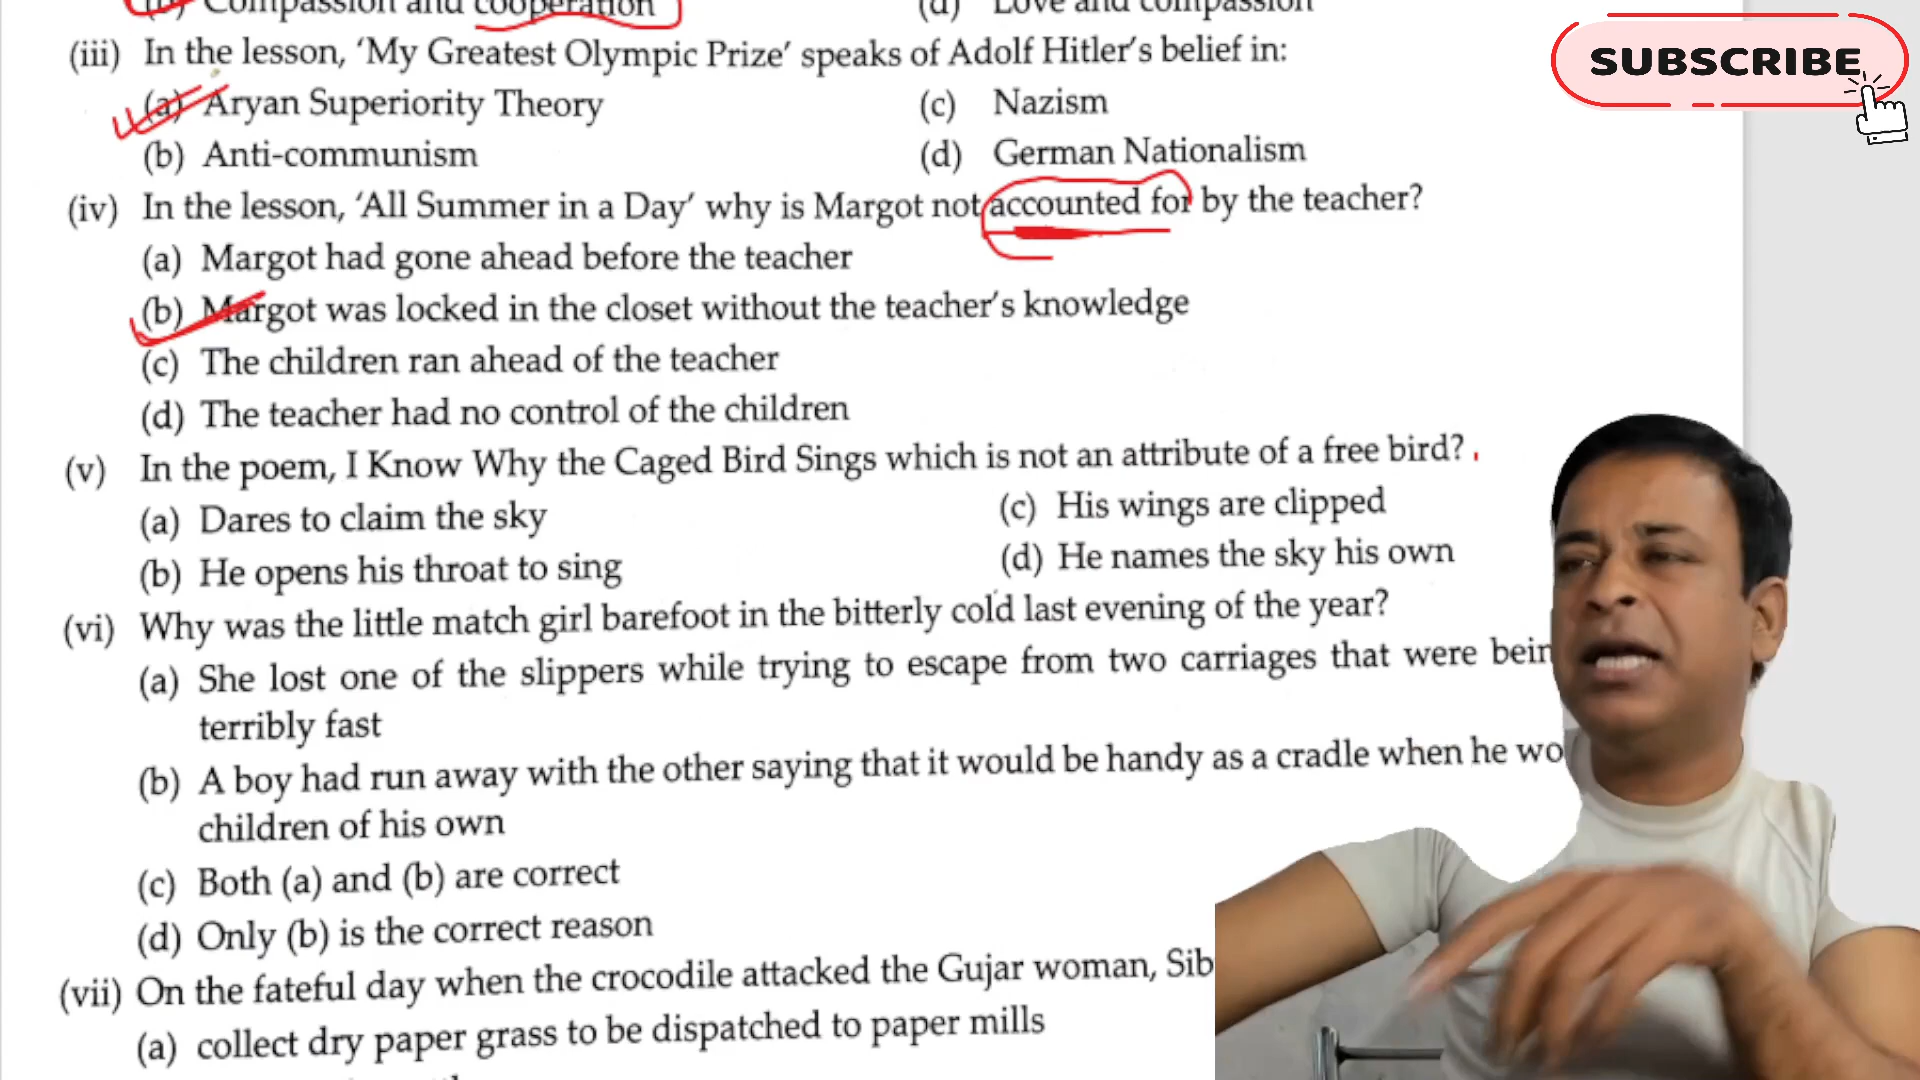 Compassion and cooperation (d) Love and compassion
SUBSCRIBE
(iii) In the lesson, ‘My Greatest Olympic Prize’ speaks of Adolf Hitler’s belief in:
(a) Aryan Superiority Theory (c) Nazism
(b) Anti-communism (d) German Nationalism
(iv) In the lesson, ‘All Summer in a Day’ why is Margot not accounted for by the teacher?
(a) Margot had gone ahead before the teacher
(b) Margot was locked in the closet without the teacher’s knowledge
(c) The children ran ahead of the teacher
(d) The teacher had no control of the children
(v) In the poem, I Know Why the Caged Bird Sings which is not an attribute of a free bird?
(a) Dares to claim the sky (c) His wings are clipped
(b) He opens his throat to sing (d) He names the sky his own
(vi) Why was the little match girl barefoot in the bitterly cold last evening of the year?
(a) She lost one of the slippers while trying to escape from two carriages that were bein
terribly fast
(b) A boy had run away with the other saying that it would be handy as a cradle when he wo
children of his own
(c) Both (a) and (b) are correct
(d) Only (b) is the correct reason
(vii) On the fateful day when the crocodile attacked the Gujar woman, Sib
(a) collect dry paper grass to be dispatched to paper mills